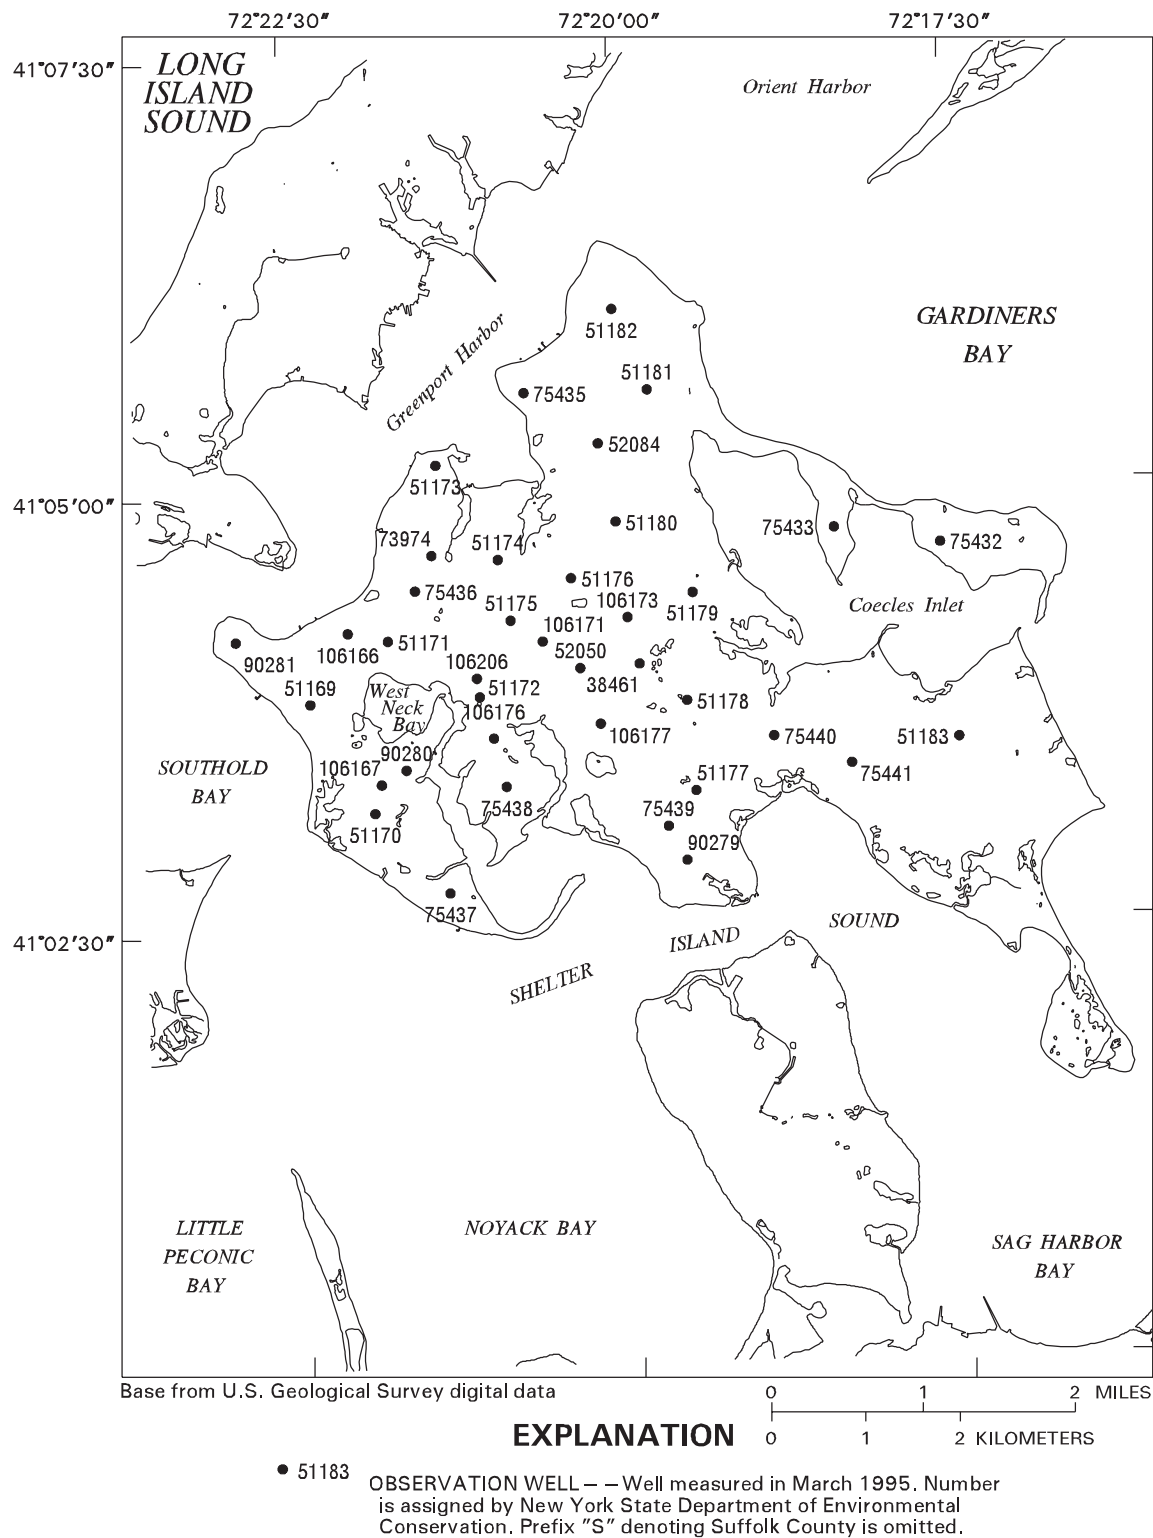 72°22'30"
72°20'00"
72°17'30"
41°07'30"
LONG
ISLAND
SOUND
Orient Harbor
GARDINERS
BAY
51182
Greenport Harbor
51181
75435
52084
51173
41°05'00"
51180
75433
75432
73974
51174
51176
75436
51175
106173
51179
Coecles Inlet
106171
106166
51171
52050
90281
106206
38461
51169
51172
West
Neck
Bay
51178
106176
106177
75440
51183
90280
SOUTHOLD
BAY
106167
75441
51177
75438
75439
51170
90279
75437
SHELTER
ISLAND
SOUND
41°02'30"
LITTLE
PECONIC
BAY
NOYACK BAY
SAG HARBOR
BAY
Base from U.S. Geological Survey digital data
0 1 2 MILES
0 1 2 KILOMETERS
EXPLANATION
51183
OBSERVATION WELL——Well measured in March 1995. Number
is assigned by New York State Department of Environmental
Conservation. Prefix "S" denoting Suffolk County is omitted.